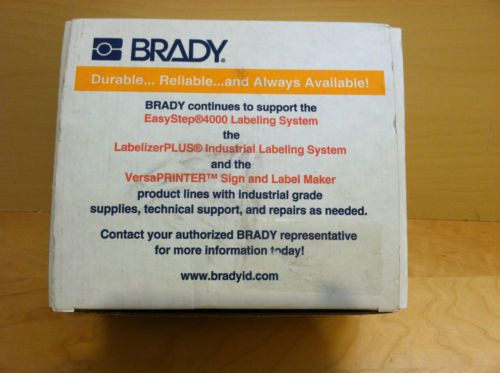 BRADY®
Durable... Reliable...and Always Available!
BRADY continues to support the
EasyStep®4000 Labeling System
the
LabelizerPLUS® Industrial Labeling System
and the
VersaPRINTER™ Sign and Label Maker
product lines with industrial grade
supplies, technical support, and repairs as needed.
Contact your authorized BRADY representative
for more information today!
www.bradyid.com